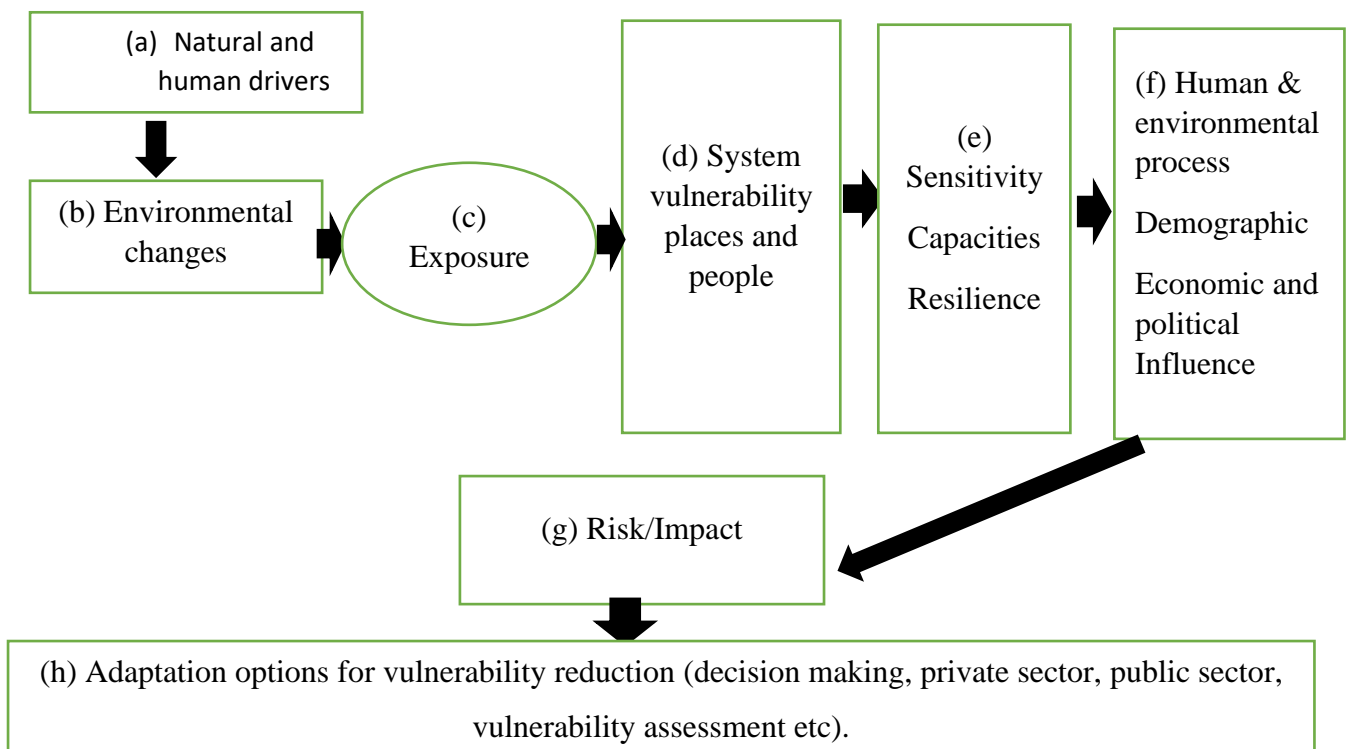 (a) Natural and
human drivers
(b) Environmental
changes
(c)
Exposure
(d) System
vulnerability
places and
people
(e)
Sensitivity
Capacities
Resilience
(f) Human &
environmental
process
Demographic
Economic and
political
Influence
(g) Risk/Impact
(h) Adaptation options for vulnerability reduction (decision making, private sector, public sector,
vulnerability assessment etc).